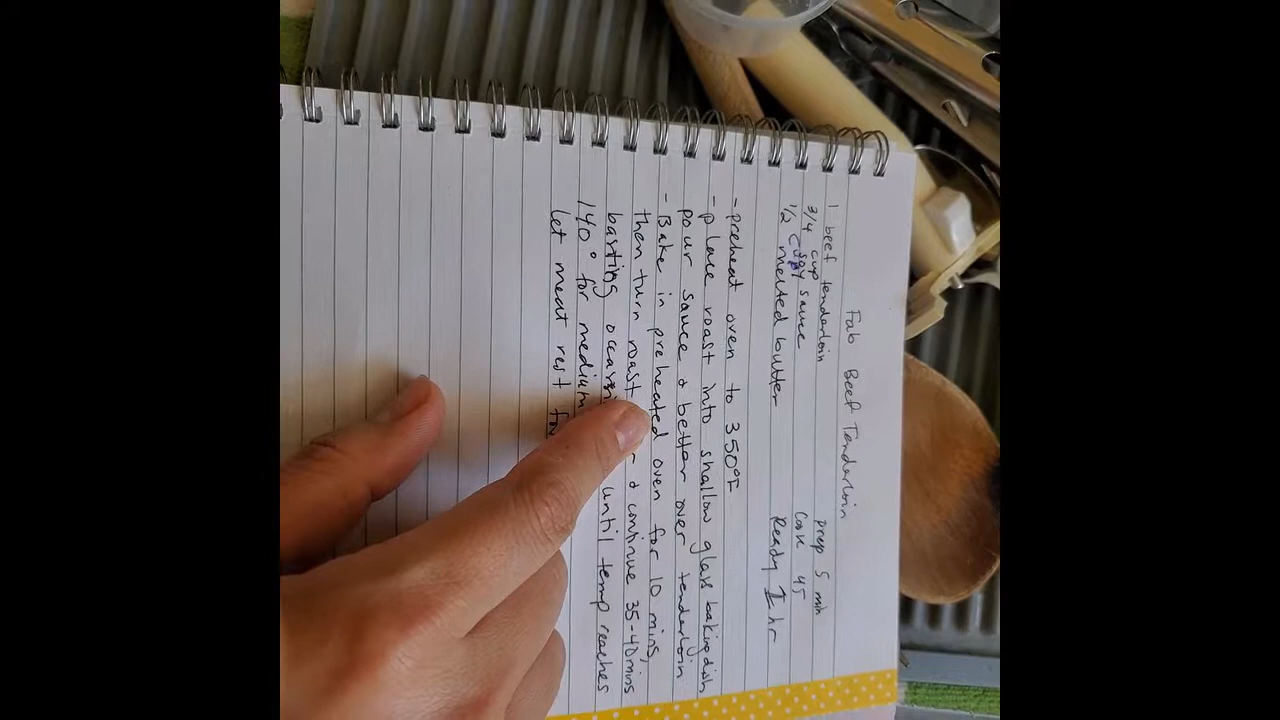 Fab Beef Tenderloin
1 beef tenderloin prep 5 min
3/4 cup soy sauce Cook 45
1/2 cup melted butter Ready 1 hr
- preheat oven to 350°F
- place roast into shallow glass baking dish
pour sauce & better over tenderloin
- Bake in preheated oven for 10 mins,
then turn roast & continue 35-40 mins
basting until temp reaches
140° for medium
let meat rest